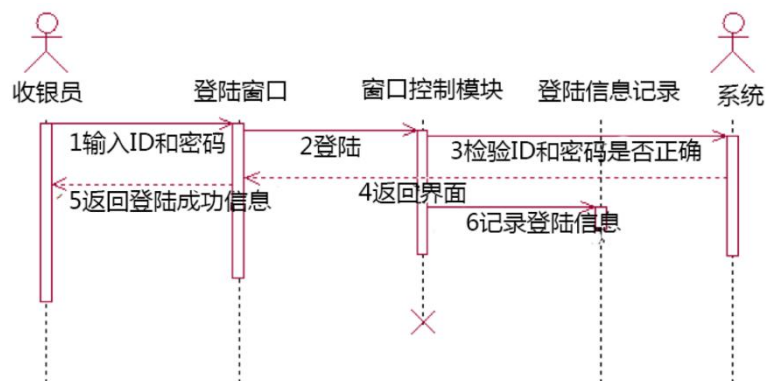 收银员
登陆窗口
窗口控制模块
登陆信息记录
系统
1输入ID和密码
2登陆
3检验ID和密码是否正确
4返回界面
5返回登陆成功信息
6记录登陆信息